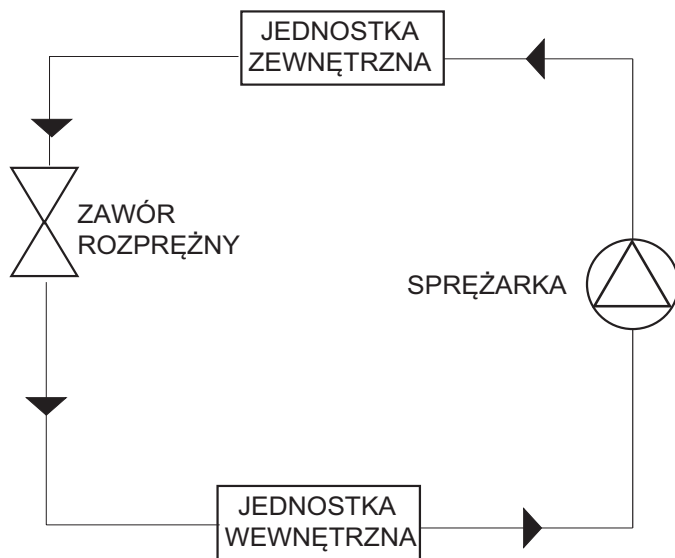 JEDNOSTKA
ZEWNĘTRZNA
ZAWÓR
ROZPRĘŻNY
SPRĘŻARKA
JEDNOSTKA
WEWNĘTRZNA